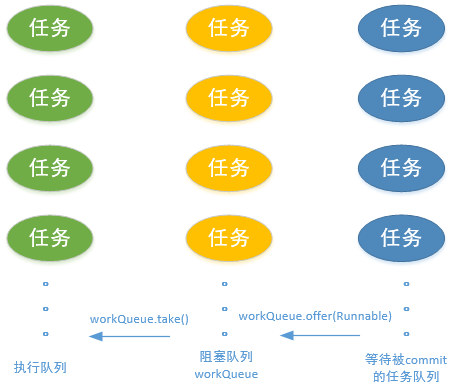 任务 任务 任务
任务 任务 任务
任务 任务 任务
任务 任务 任务
workQueue.take()
workQueue.offer(Runnable)
执行队列
阻塞队列
workQueue
等待被commit
的任务队列